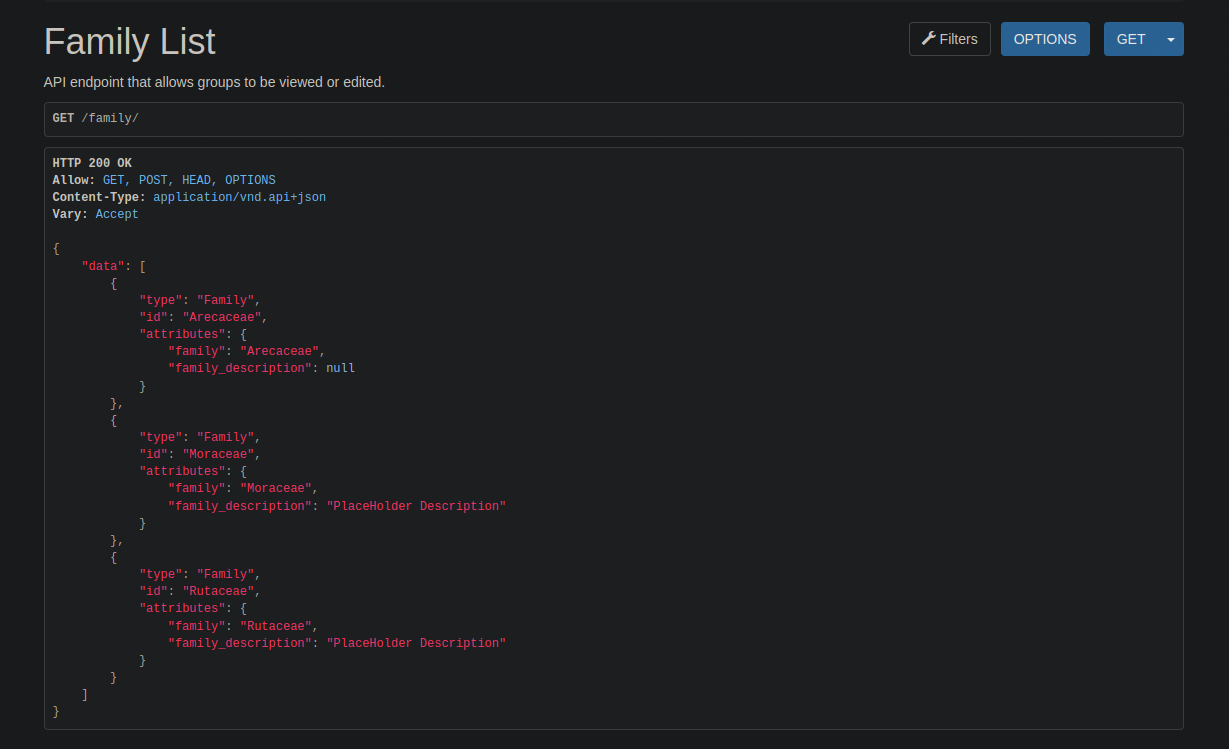 Family List
Filters
OPTIONS
GET
API endpoint that allows groups to be viewed or edited.
GET /family/
HTTP 200 OK
Allow: GET, POST, HEAD, OPTIONS
Content-Type: application/vnd.api+json
Vary: Accept
{
    "data": [
        {
            "type": "Family",
            "id": "Arecaceae",
            "attributes": {
                "family": "Arecaceae",
                "family_description": null
            }
        },
        {
            "type": "Family",
            "id": "Moraceae",
            "attributes": {
                "family": "Moraceae",
                "family_description": "PlaceHolder Description"
            }
        },
        {
            "type": "Family",
            "id": "Rutaceae",
            "attributes": {
                "family": "Rutaceae",
                "family_description": "PlaceHolder Description"
            }
        }
    ]
}